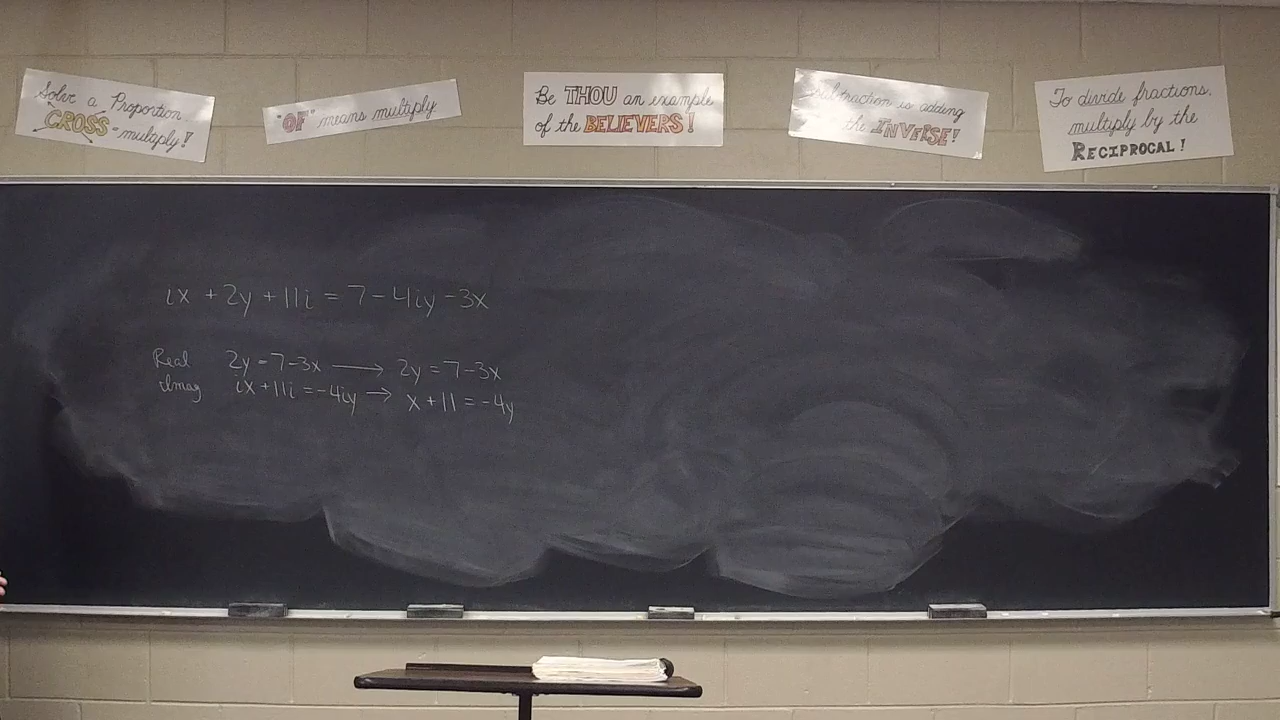 Solve a Proportion
CROSS-multiply!
"OF" means multiply
Be THOU an example
of the BELIEVERS!
is adding
the INVERSE!
To divide fractions,
multiply by the
RECIPROCAL!
ix + 2y + 11i = 7 - 4iy - 3x
Real 2y = 7 - 3x → 2y = 7 - 3x
Imag ix + 11i = -4iy → x + 11 = -4y